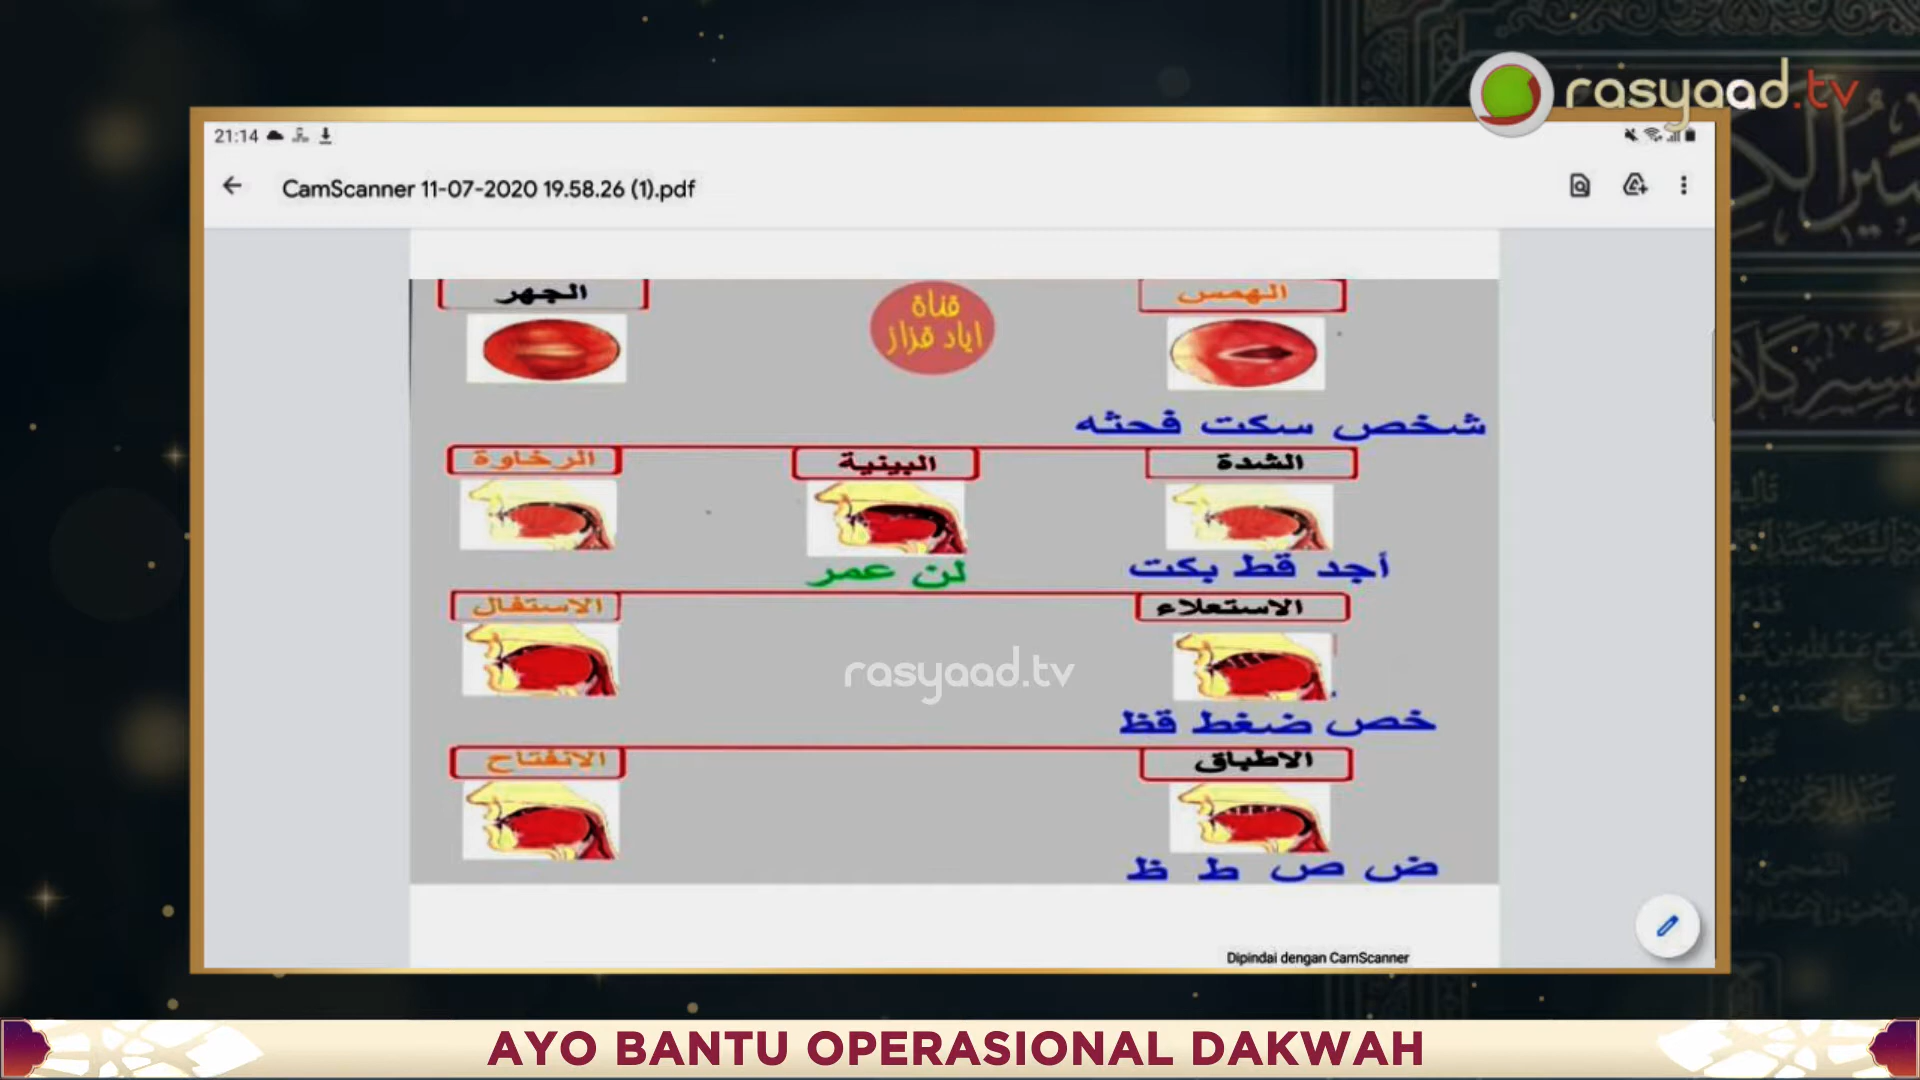 rasyaad.tv
21:14
CamScanner 11-07-2020 19.58.26 (1).pdf
الهمس
قناة
اياد قزاز
الجهر
شخص سكت فحثه
الشدة
البينية
الرخاوة
أجد قط بكت
لن عمر
الاستعلاء
الاستفال
rasyaad.tv
خص ضغط قظ
الاطباق
الانفتاح
ض ص ط ظ
Dipindai dengan CamScanner
AYO BANTU OPERASIONAL DAKWAH